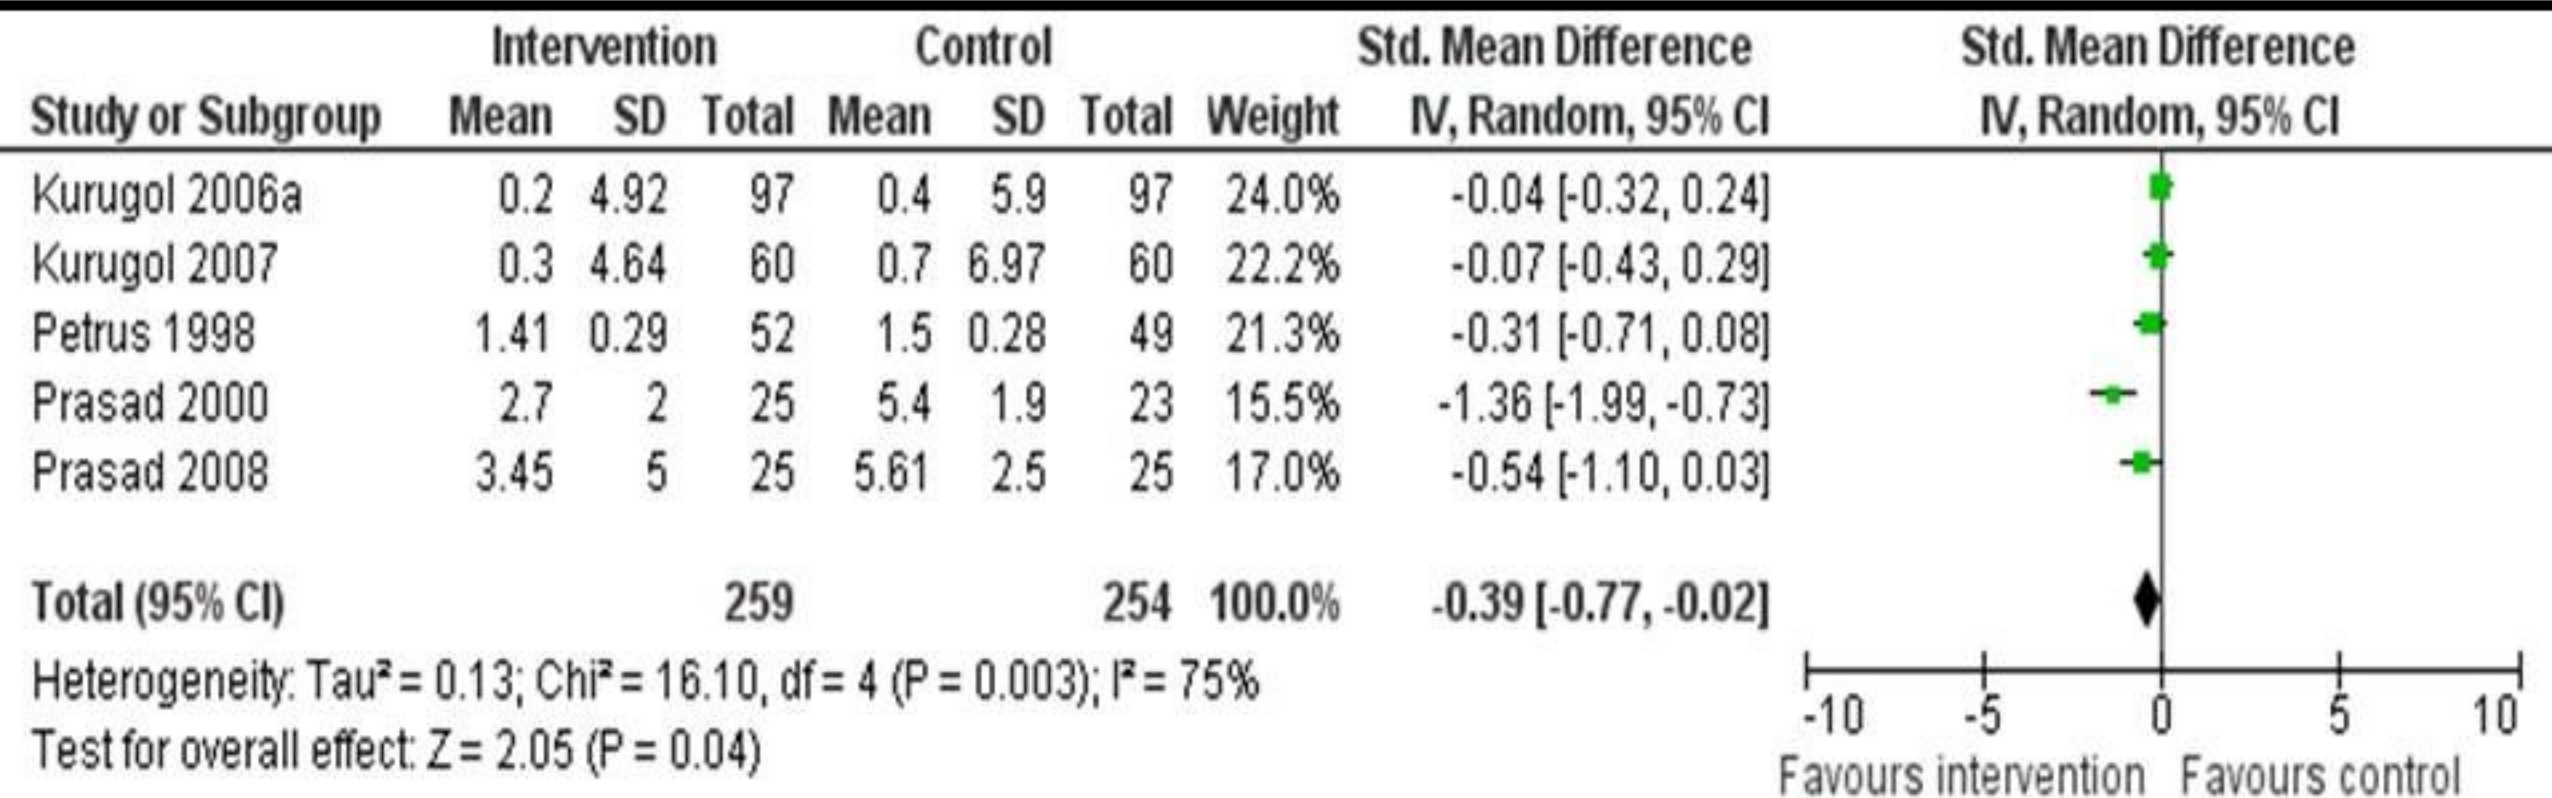 Intervention Control Std. Mean Difference Std. Mean Difference
Study or Subgroup Mean SD Total Mean SD Total Weight IV, Random, 95% CI IV, Random, 95% CI
Kurugol 2006a 0.2 4.92 97 0.4 5.9 97 24.0% -0.04 [-0.32, 0.24]
Kurugol 2007 0.3 4.64 60 0.7 6.97 60 22.2% -0.07 [-0.43, 0.29]
Petrus 1998 1.41 0.29 52 1.5 0.28 49 21.3% -0.31 [-0.71, 0.08]
Prasad 2000 2.7 2 25 5.4 1.9 23 15.5% -1.36 [-1.99, -0.73]
Prasad 2008 3.45 5 25 5.61 2.5 25 17.0% -0.54 [-1.10, 0.03]
Total (95% CI) 259 254 100.0% -0.39 [-0.77, -0.02]
Heterogeneity: Tau² = 0.13; Chi² = 16.10, df = 4 (P = 0.003); I² = 75%
Test for overall effect: Z = 2.05 (P = 0.04)
-10 -5 0 5 10
Favours intervention Favours control